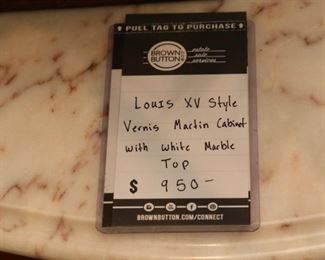 PULL TAG TO PURCHASE
BROWN
BUTTON
estate
sale
services
Louis XV Style
Vernis Martin Cabinet
with White Marble
Top
$ 950-
BROWNBUTTON.COM/CONNECT